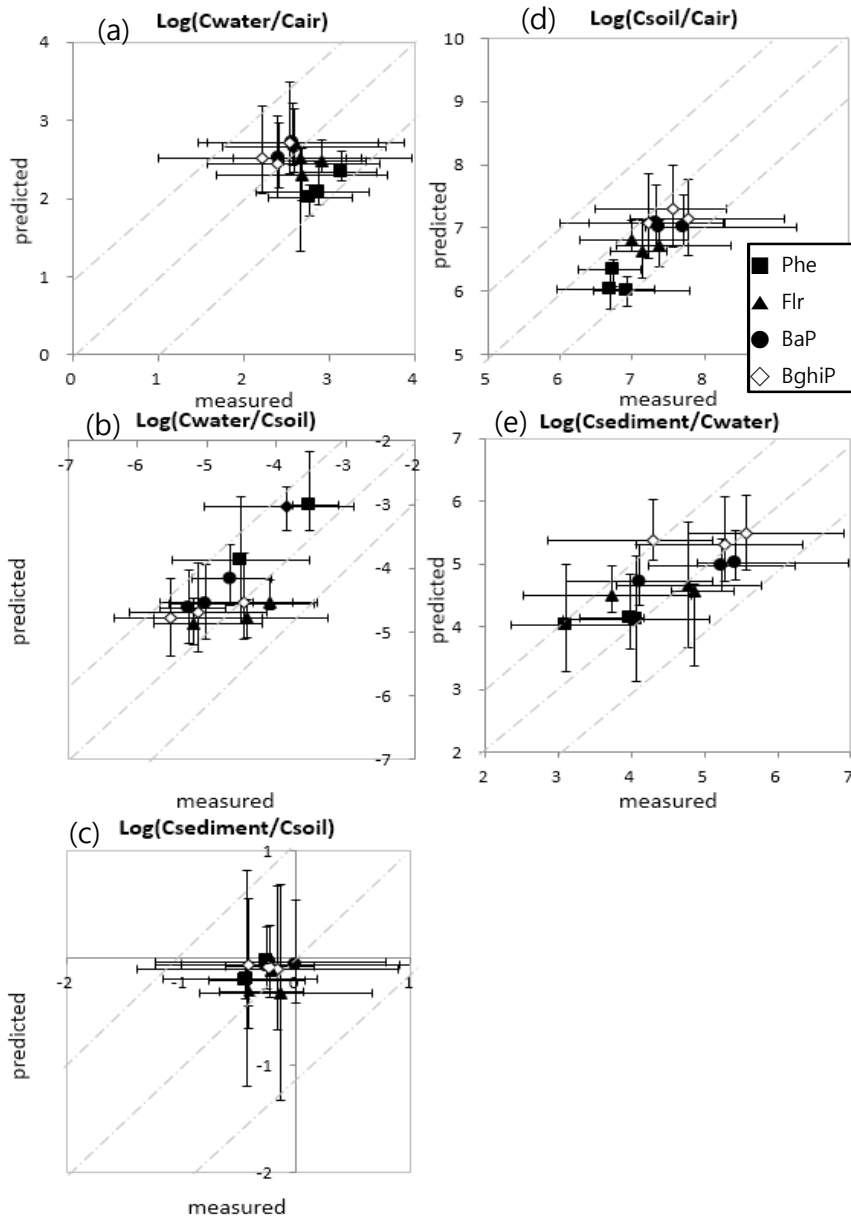 (a)
Log(Cwater/Cair)
4
3
2
1
0
0 1 2 3 4
predicted
measured
(d)
Log(Csoil/Cair)
10
9
8
7
6
5
5 6 7 8
predicted
measured
Phe
Flr
BaP
BghiP
(b)
Log(Cwater/Csoil)
-7 -6 -5 -4 -3 -2
-2
-3
-4
-5
-6
-7
predicted
measured
(e)
Log(Csediment/Cwater)
7
6
5
4
3
2
2 3 4 5 6 7
predicted
measured
(c)
Log(Csediment/Csoil)
1
-2 -1 0 1
-1
-2
predicted
measured